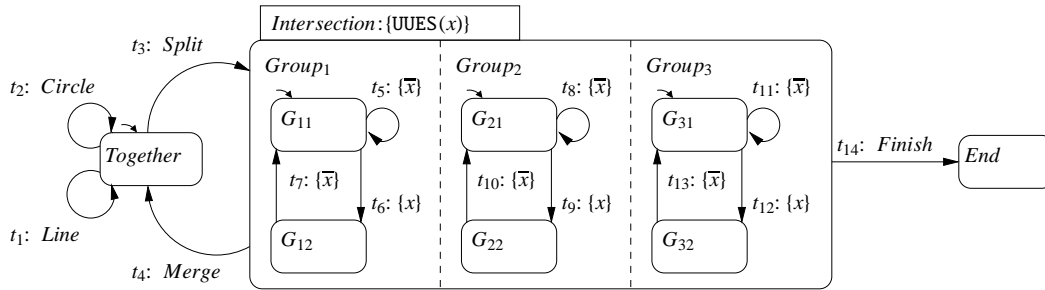 Intersection:{UUES(x)}
t3: Split
Group1
Group2
Group3
t2: Circle
t5: {x̅}
t8: {x̅}
t11: {x̅}
G11
G21
G31
Together
t14: Finish
End
t7: {x̅}
t10: {x̅}
t13: {x̅}
t6: {x}
t9: {x}
t12: {x}
t1: Line
G12
G22
G32
t4: Merge